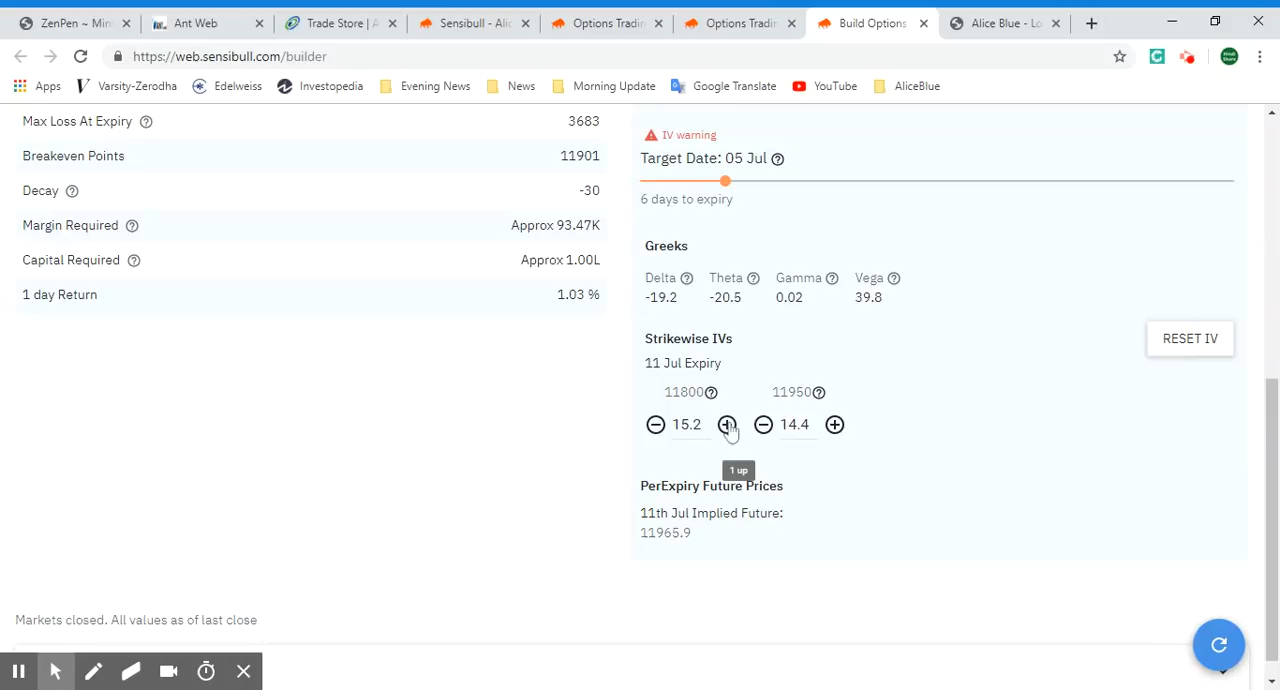 ZenPen ~ Mini
Ant Web
Trade Store | A
Sensibull - Alic
Options Tradin
Options Tradin
Build Options
Alice Blue - Lo
https://web.sensibull.com/builder
Apps
Varsity-Zerodha
Edelweiss
Investopedia
Evening News
News
Morning Update
Google Translate
YouTube
AliceBlue
Max Loss At Expiry 3683
Breakeven Points 11901
Decay -30
Margin Required Approx 93.47K
Capital Required Approx 1.00L
1 day Return 1.03 %
IV warning
Target Date: 05 Jul
6 days to expiry
Greeks
Delta Theta Gamma Vega
-19.2 -20.5 0.02 39.8
Strikewise IVs
RESET IV
11 Jul Expiry
11800 11950
15.2 14.4
1 up
PerExpiry Future Prices
11th Jul Implied Future:
11965.9
Markets closed. All values as of last close